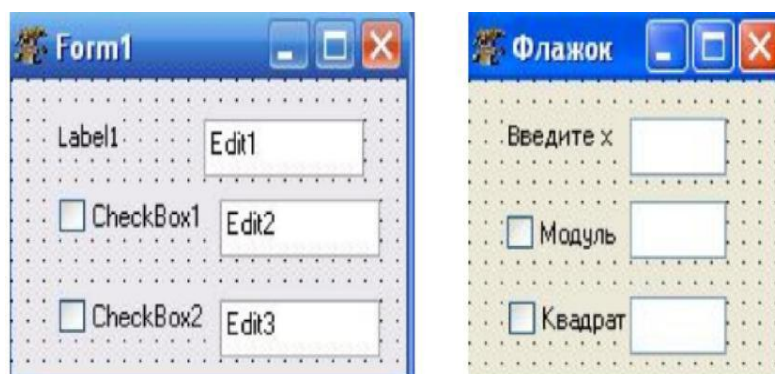 Form1
Label1 Edit1
CheckBox1 Edit2
CheckBox2 Edit3
Флажок
Введите x
Модуль
Квадрат